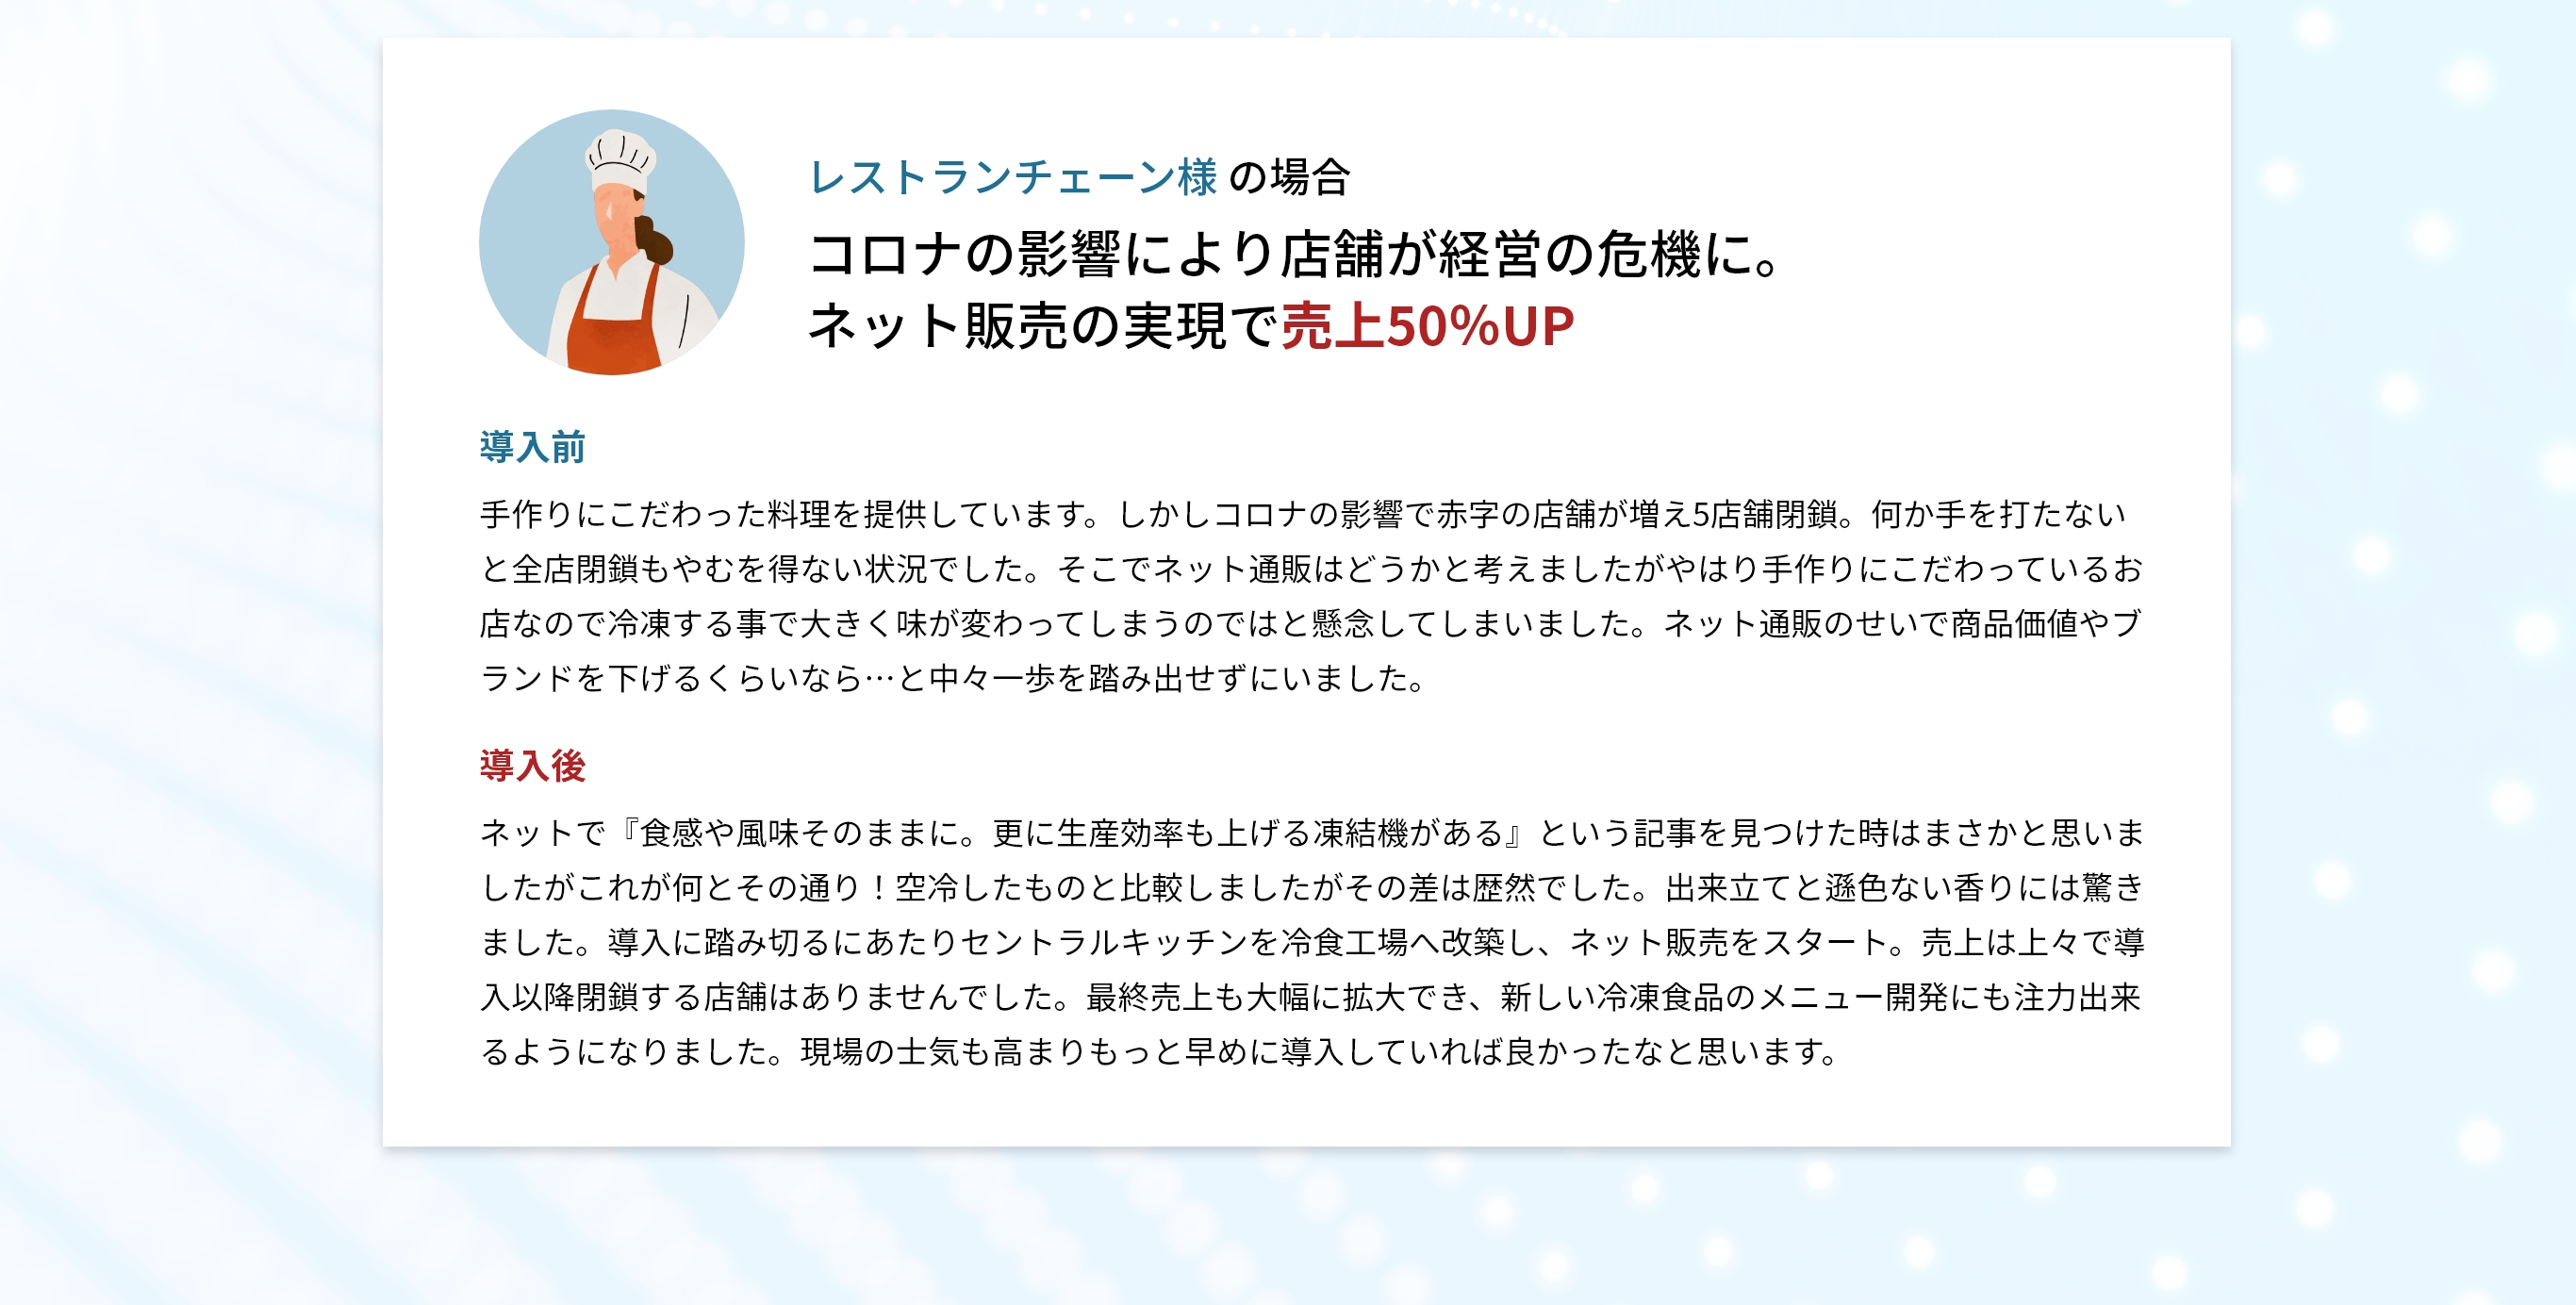 レストランチェーン様 の場合
コロナの影響により店舗が経営の危機に。
ネット販売の実現で売上50%UP
導入前
手作りにこだわった料理を提供しています。しかしコロナの影響で赤字の店舗が増え5店舗閉鎖。何か手を打たない
と全店閉鎖もやむを得ない状況でした。そこでネット通販はどうかと考えましたがやはり手作りにこだわっているお
店なので冷凍する事で大きく味が変わってしまうのではと懸念してしまいました。ネット通販のせいで商品価値やブ
ランドを下げるくらいなら…と中々一歩を踏み出せずにいました。
導入後
ネットで『食感や風味そのままに。更に生産効率も上げる凍結機がある』という記事を見つけた時はまさかと思いま
したがこれが何とその通り！空冷したものと比較しましたがその差は歴然でした。出来立てと遜色ない香りには驚き
ました。導入に踏み切るにあたりセントラルキッチンを冷食工場へ改築し、ネット販売をスタート。売上は上々で導
入以降閉鎖する店舗はありませんでした。最終売上も大幅に拡大でき、新しい冷凍食品のメニュー開発にも注力出来
るようになりました。現場の士気も高まりもっと早めに導入していれば良かったなと思います。